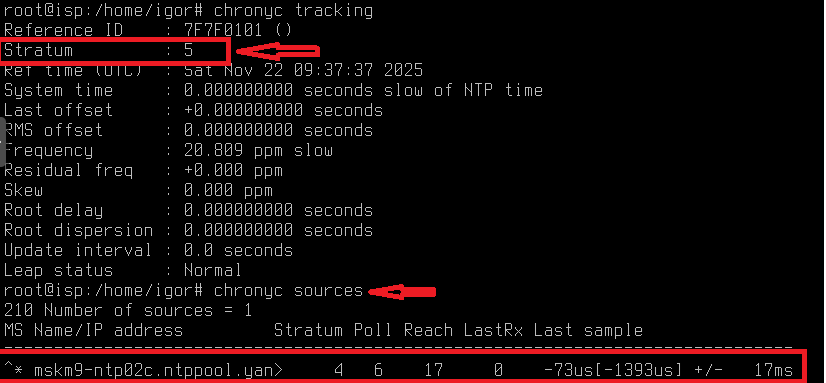 root@isp:/home/igor# chronyc tracking
Reference ID    : 7F7F0101 ()
Stratum         : 5
Ref time (UTC)  : Sat Nov 22 09:37:37 2025
System time     : 0.000000000 seconds slow of NTP time
Last offset     : +0.000000000 seconds
RMS offset      : 0.000000000 seconds
Frequency       : 20.809 ppm slow
Residual freq   : +0.000 ppm
Skew            : 0.000 ppm
Root delay      : 0.000000000 seconds
Root dispersion : 0.000000000 seconds
Update interval : 0.0 seconds
Leap status     : Normal
root@isp:/home/igor# chronyc sources
210 Number of sources = 1
MS Name/IP address         Stratum Poll Reach LastRx Last sample
===============================================================================
^* mskm9-ntp02c.ntppool.yan>     4   6    17     0    -73us[-1393us] +/-   17ms